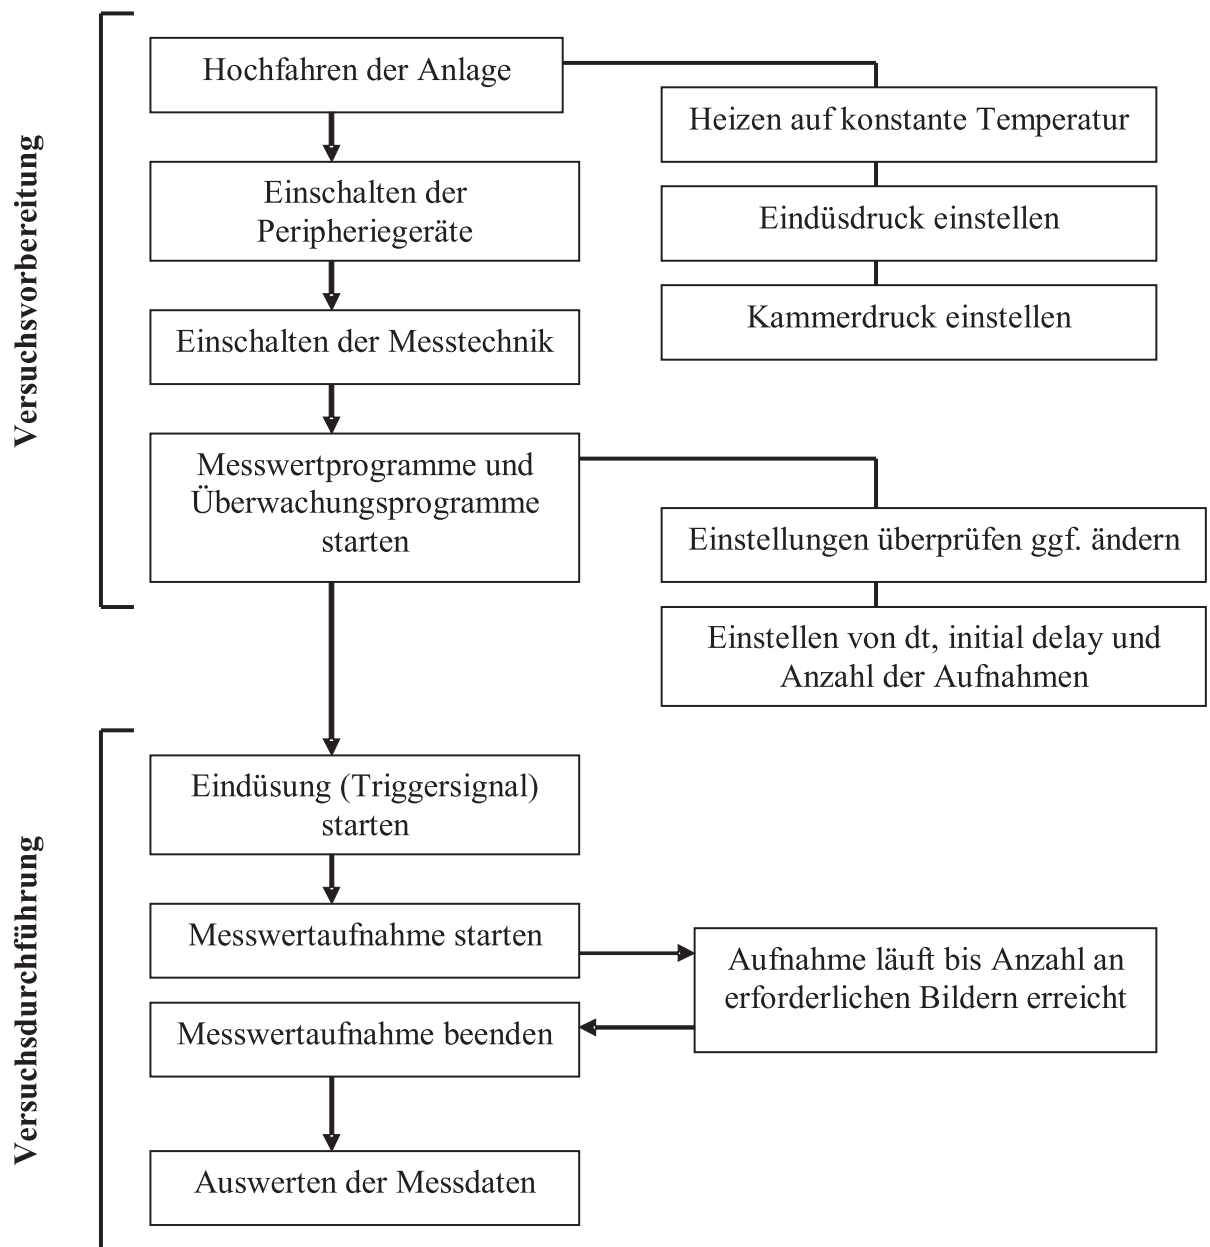 Versuchsvorbereitung
Hochfahren der Anlage
Heizen auf konstante Temperatur
Einschalten der
Peripheriegeräte
Eindüsdruck einstellen
Kammerdruck einstellen
Einschalten der Messtechnik
Messwertprogramme und
Überwachungsprogramme
starten
Einstellungen überprüfen ggf. ändern
Einstellen von dt, initial delay und
Anzahl der Aufnahmen
Versuchsdurchführung
Eindüsung (Triggersignal)
starten
Messwertaufnahme starten
Aufnahme läuft bis Anzahl an
erforderlichen Bildern erreicht
Messwertaufnahme beenden
Auswerten der Messdaten